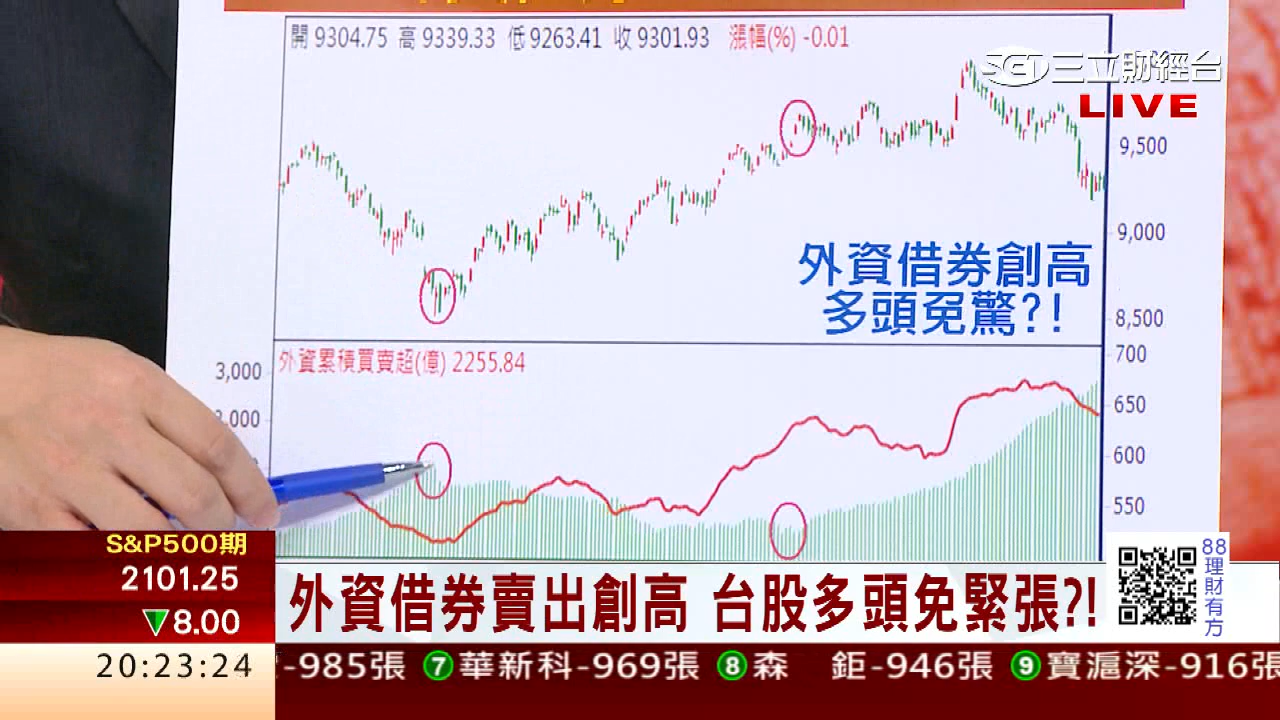 開 9304.75 高 9339.33 低 9263.41 收 9301.93 漲幅(%) -0.01
SET 三立財經台
LIVE
9,500
9,000
8,500
外資借券創高
多頭免驚?!
外資累積買賣超(億) 2255.84
3,000
700
650
600
550
S&P500期
2101.25
▼8.00
20:23:24
外資借券賣出創高 台股多頭免緊張?!
88理財有方
-985張 ⑦華新科-969張 ⑧森 鉅-946張 ⑨寶滬深-916張